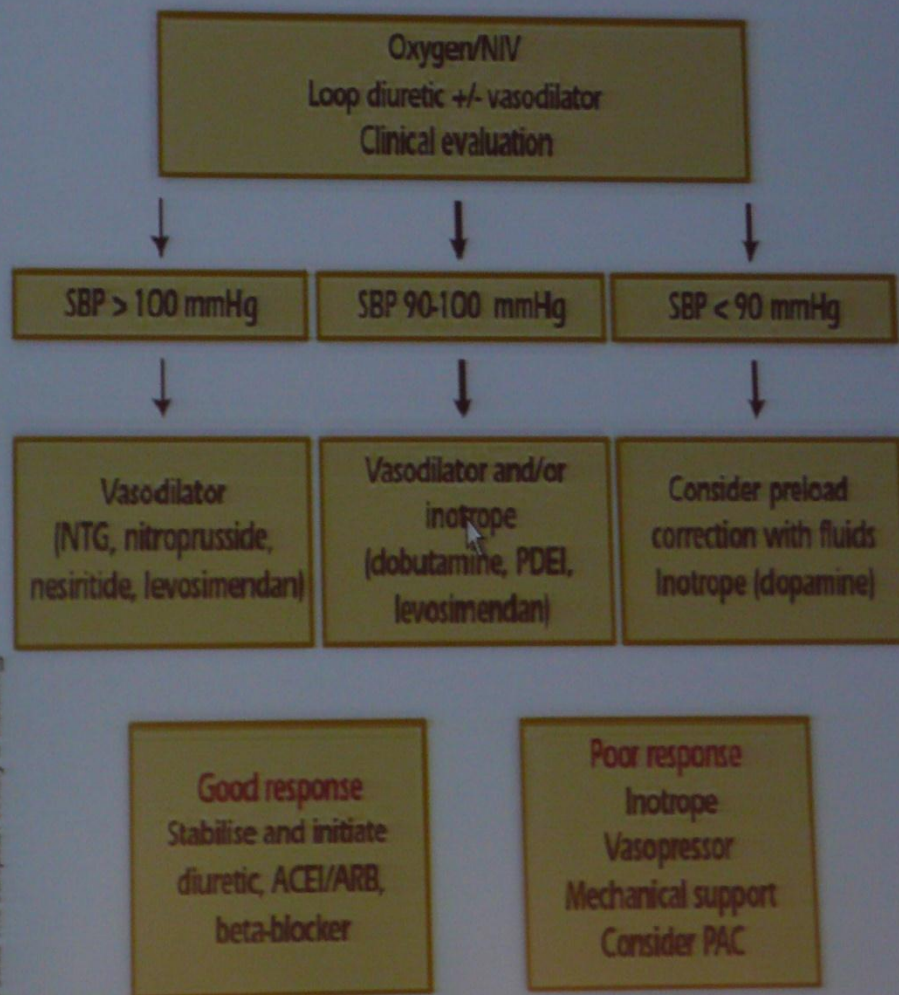 Oxygen/NIV
Loop diuretic +/- vasodilator
Clinical evaluation
SBP > 100 mmHg
SBP 90-100 mmHg
SBP < 90 mmHg
Vasodilator
(NTG, nitroprusside,
nesiritide, levosimendan)
Vasodilator and/or
inotrope
(dobutamine, PDEI,
levosimendan)
Consider preload
correction with fluids
Inotrope (dopamine)
Good response
Stabilise and initiate
diuretic, ACEI/ARB,
beta-blocker
Poor response
Inotrope
Vasopressor
Mechanical support
Consider PAC